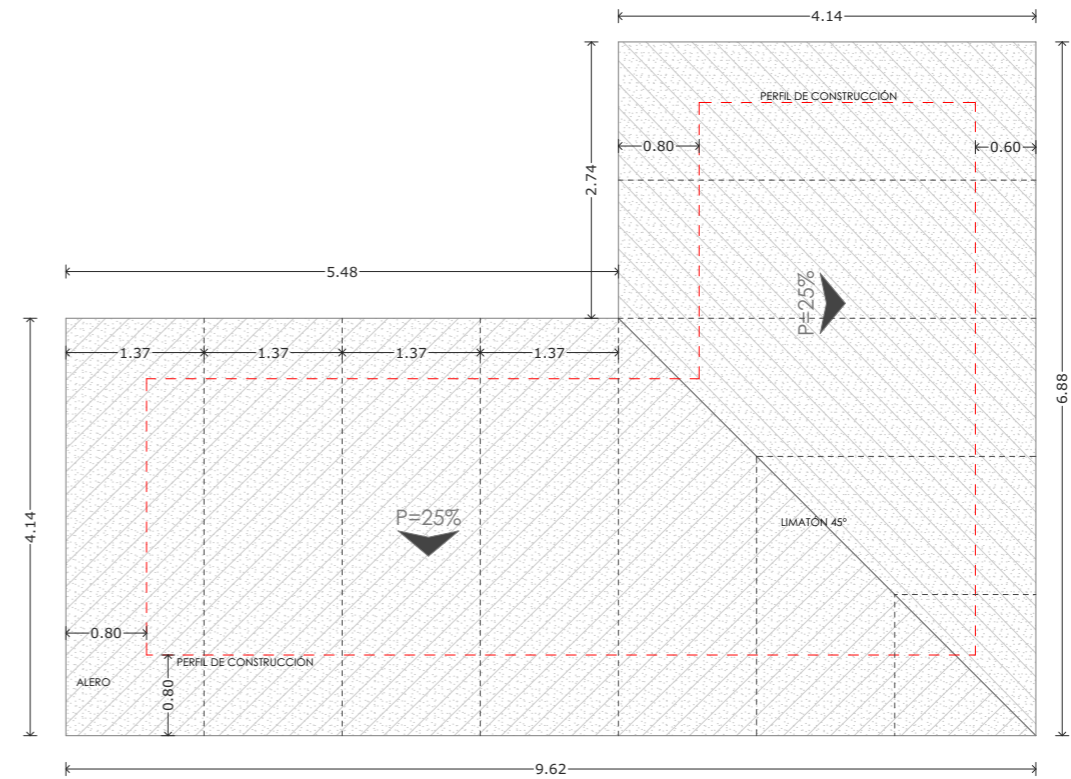 4.14
PERFIL DE CONSTRUCCIÓN
0.80
0.60
2.74
5.48
P=25%
1.37
1.37
1.37
1.37
6.88
4.14
P=25%
LIMATÓN 45°
0.80
PERFIL DE CONSTRUCCIÓN
ALERO
0.80
9.62